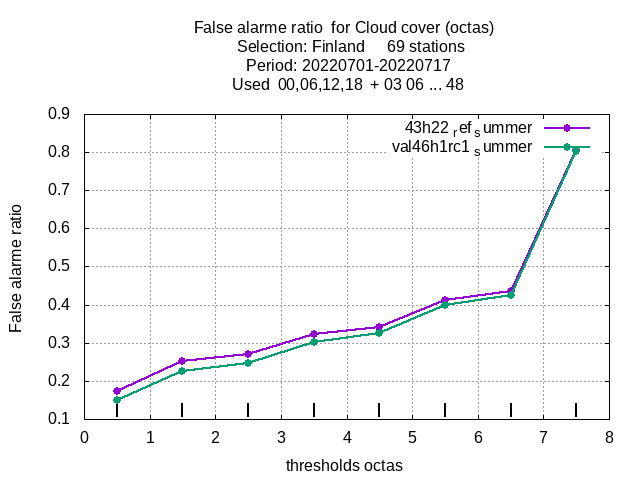 False alarme ratio for Cloud cover (octas)
Selection: Finland 69 stations
Period: 20220701-20220717
Used 00,06,12,18 + 03 06 ... 48
43h22_ref_summer
val46h1rc1_summer
False alarme ratio
0.9
0.8
0.7
0.6
0.5
0.4
0.3
0.2
0.1
0 1 2 3 4 5 6 7 8
thresholds octas